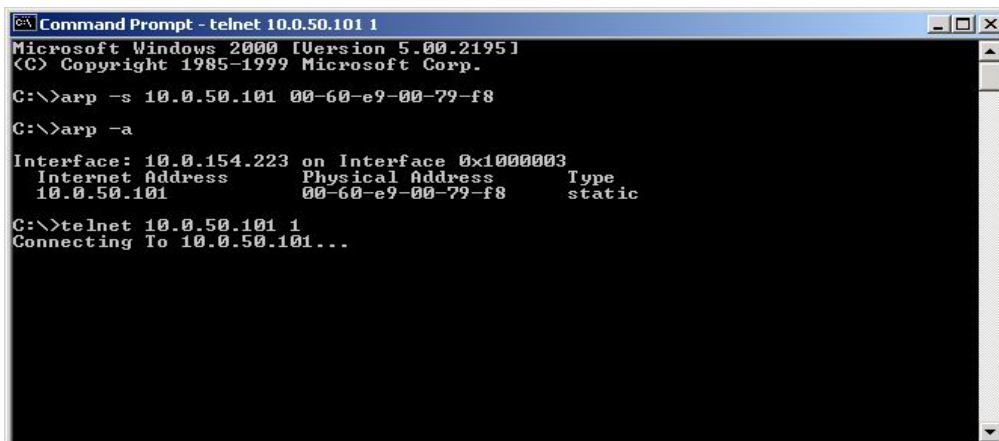 Command Prompt - telnet 10.0.50.101 1
Microsoft Windows 2000 [Version 5.00.2195]
(C) Copyright 1985-1999 Microsoft Corp.
C:\>arp -s 10.0.50.101 00-60-e9-00-79-f8
C:\>arp -a
Interface: 10.0.154.223 on Interface 0x1000003
Internet Address Physical Address Type
10.0.50.101 00-60-e9-00-79-f8 static
C:\>telnet 10.0.50.101 1
Connecting To 10.0.50.101...